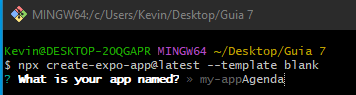 MINGW64:/c/Users/Kevin/Desktop/Guia 7
Kevin@DESKTOP-2OQGAPR MINGW64 ~/Desktop/Guia 7
$ npx create-expo-app@latest --template blank
? What is your app named? » my-appAgenda